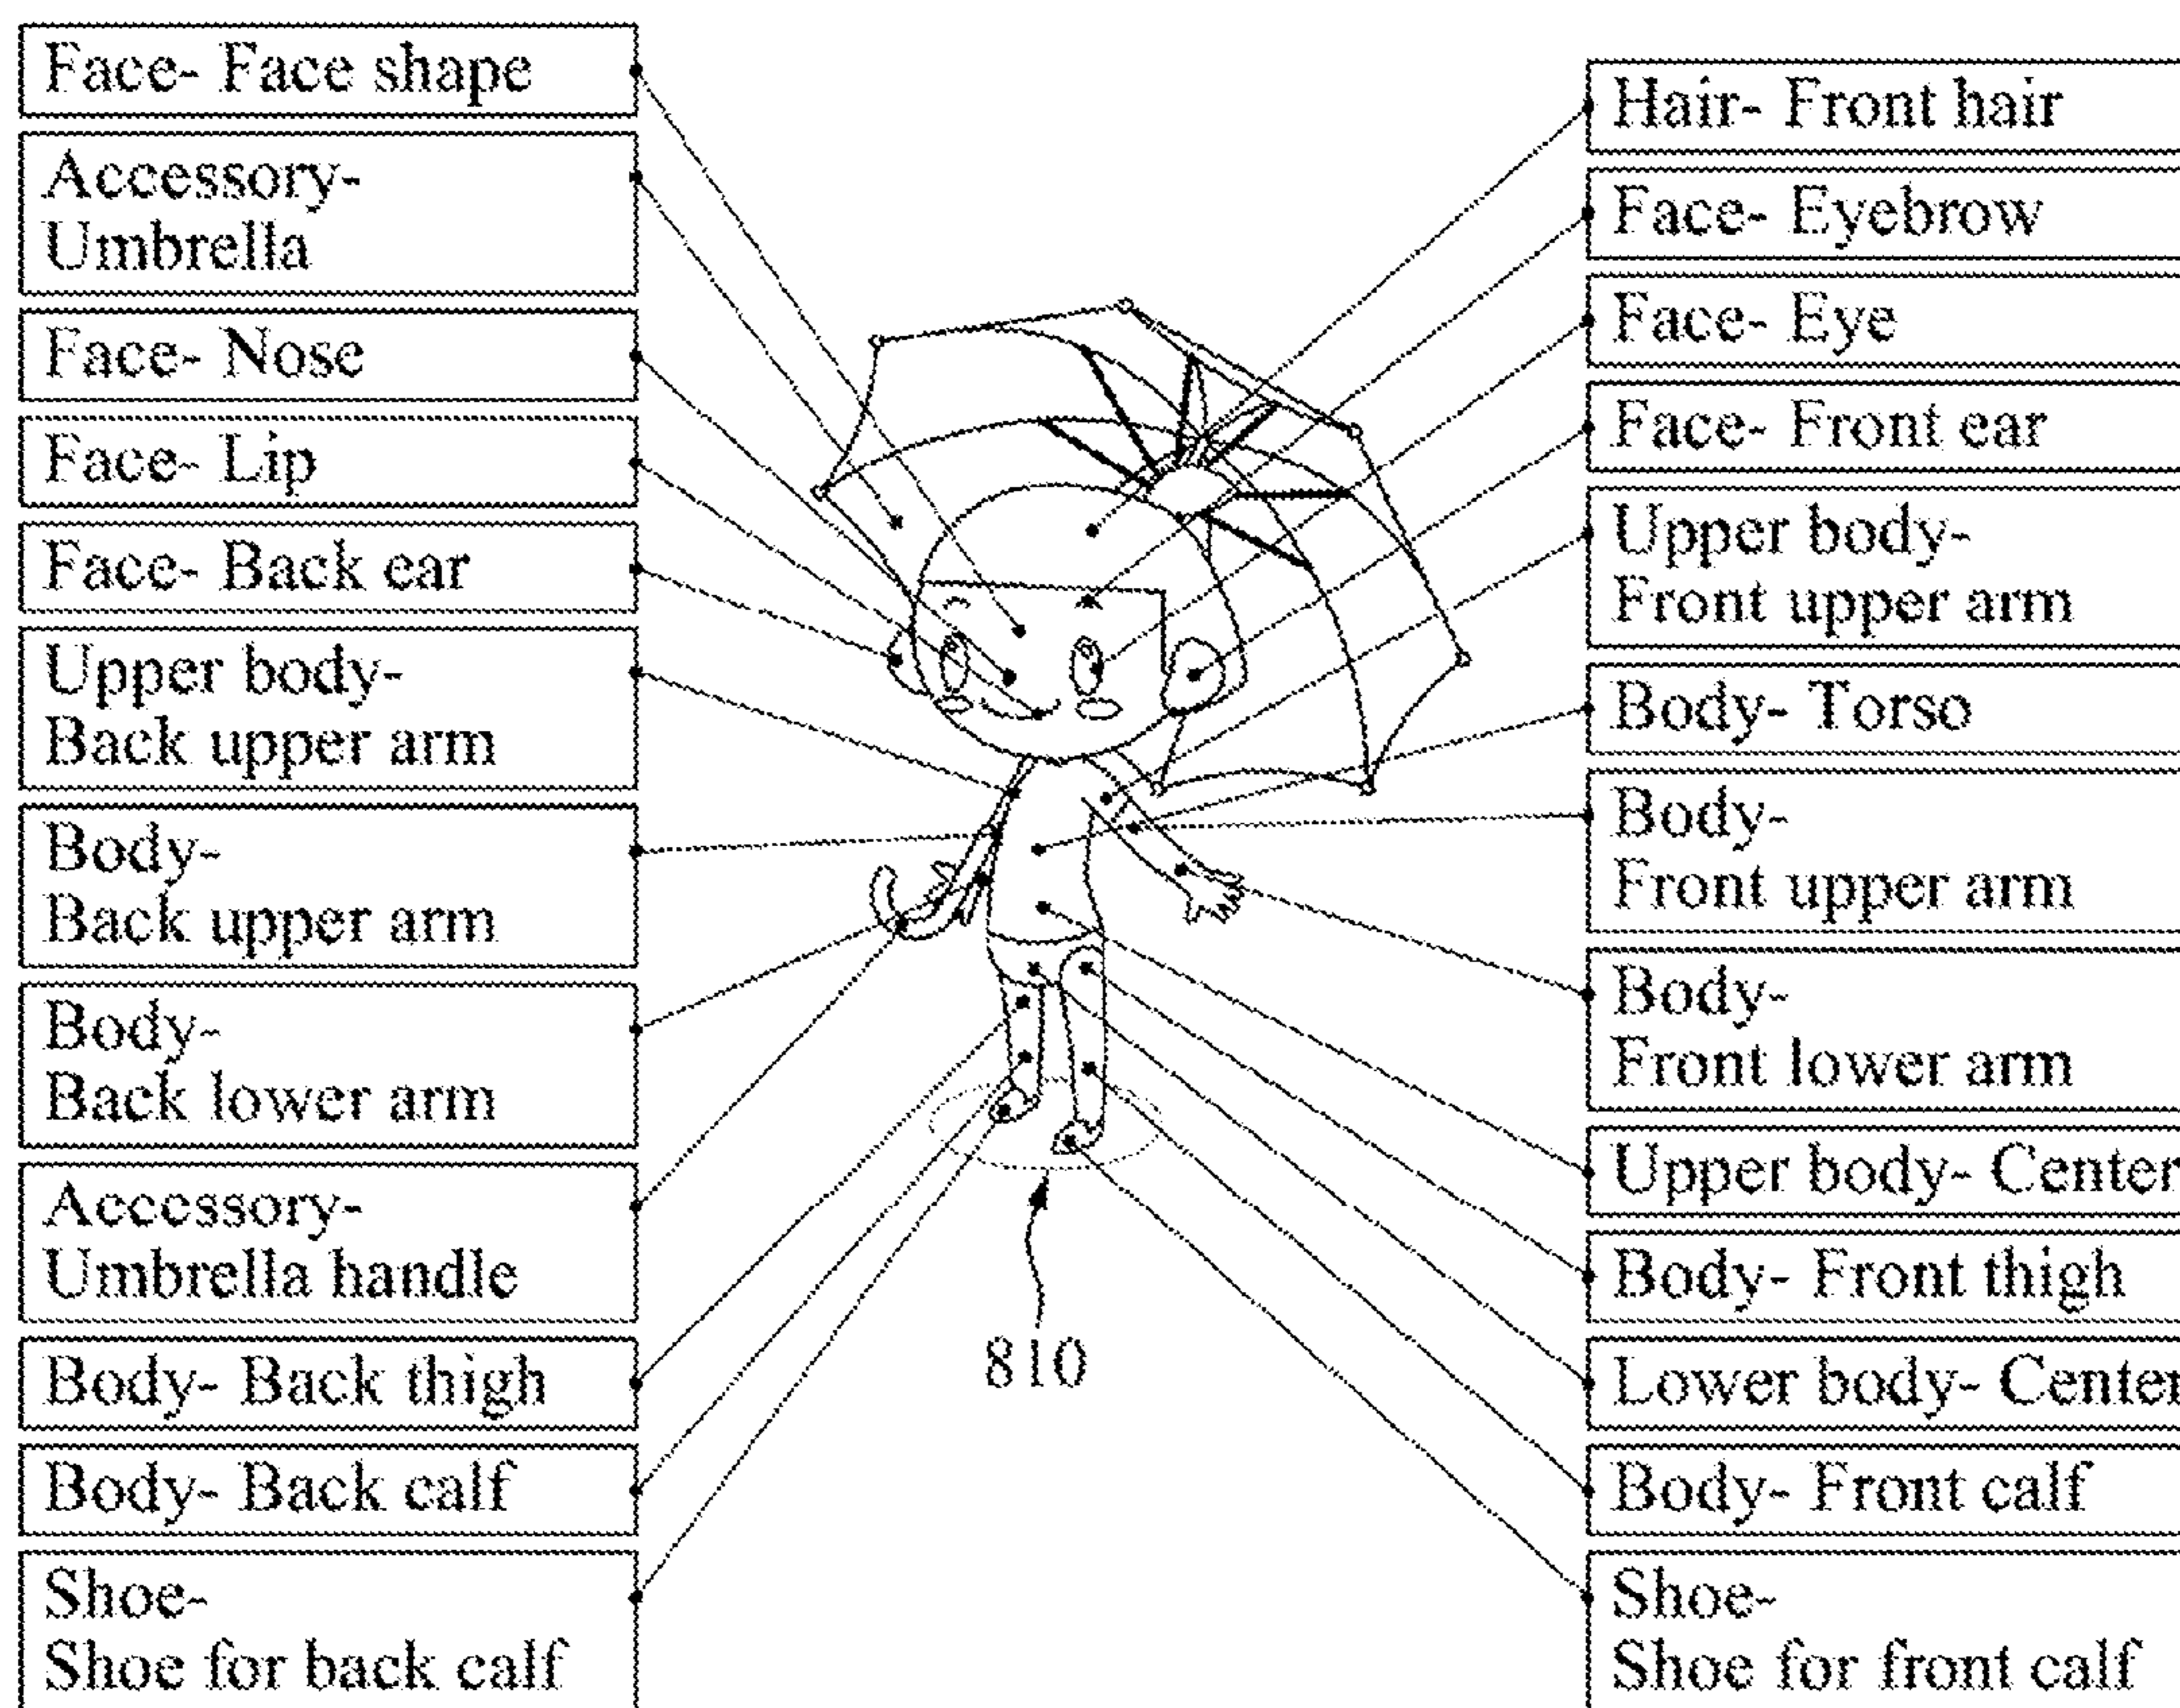 Face- Face shape
Accessory-
Umbrella
Face- Nose
Face- Lip
Face- Back ear
Upper body-
Back upper arm
Body-
Back upper arm
Body-
Back lower arm
Accessory-
Umbrella handle
Body- Back thigh
Body- Back calf
Shoe-
Shoe for back calf
810
Hair- Front hair
Face- Eyebrow
Face- Eye
Face- Front ear
Upper body-
Front upper arm
Body- Torso
Body-
Front upper arm
Body-
Front lower arm
Upper body- Center
Body- Front thigh
Lower body- Center
Body- Front calf
Shoe-
Shoe for front calf